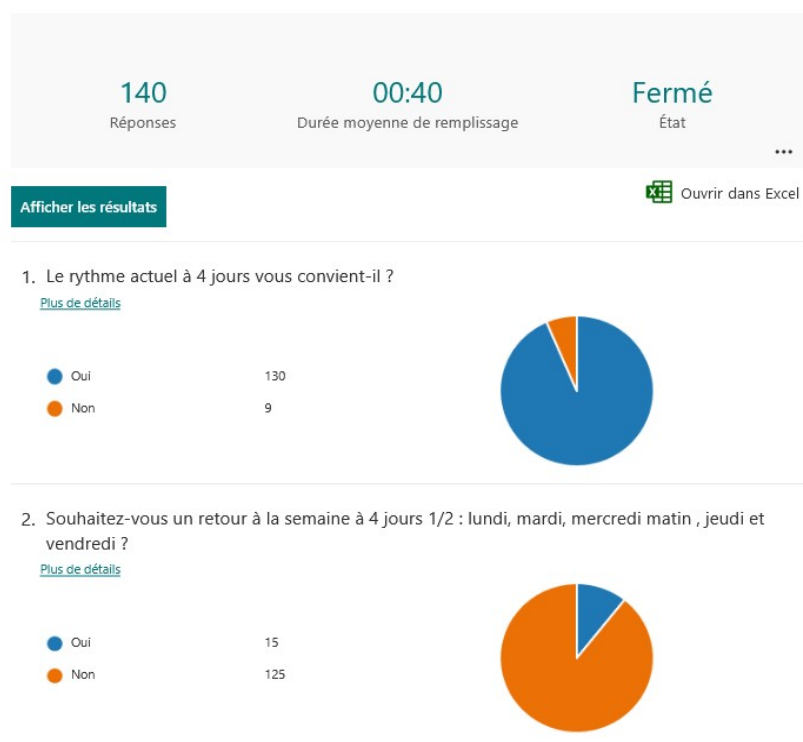 140
Réponses
00:40
Durée moyenne de remplissage
Fermé
État
...
Afficher les résultats
Ouvrir dans Excel
1. Le rythme actuel à 4 jours vous convient-il ?
Plus de détails
Oui 130
Non 9
2. Souhaitez-vous un retour à la semaine à 4 jours 1/2 : lundi, mardi, mercredi matin , jeudi et
vendredi ?
Plus de détails
Oui 15
Non 125